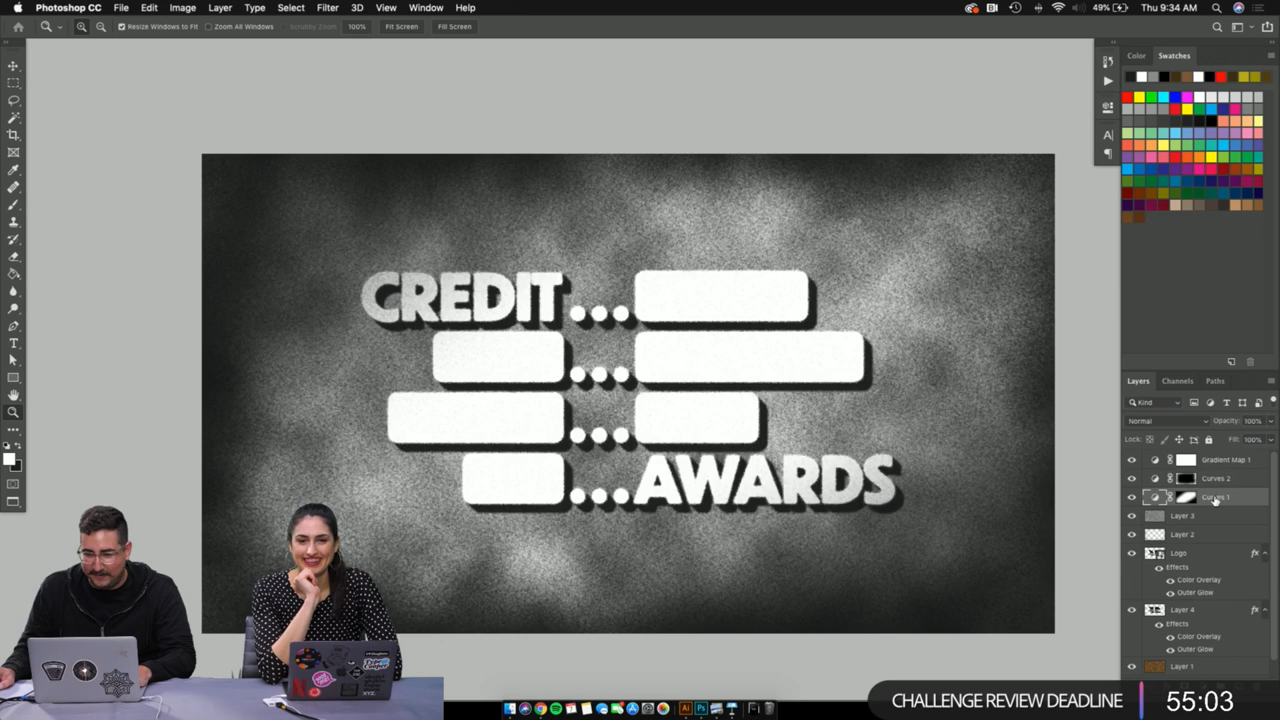 Photoshop CC File Edit Image Layer Type Select Filter 3D View Window Help
49% Thu 9:34 AM
Resize Windows to Fit Zoom All Windows Scrubby Zoom 100% Fit Screen Fill Screen
Color Swatches
CREDIT...
...
...
...AWARDS
Layers Channels Paths
Kind
Normal Opacity: 100%
Lock: Fill: 100%
Gradient Map 1
Curves 2
Curves 1
Layer 3
Layer 2
Logo fx
Effects
Color Overlay
Outer Glow
Layer 4 fx
Effects
Color Overlay
Outer Glow
Layer 1
CHALLENGE REVIEW DEADLINE 55:03